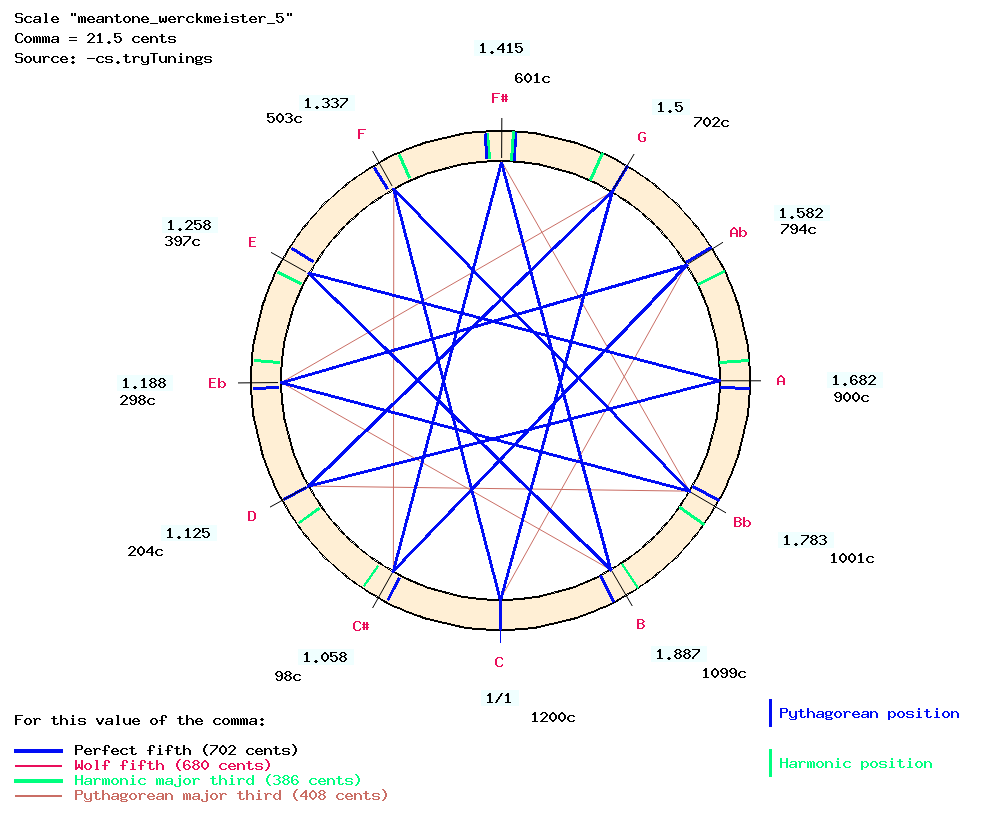 Scale "meantone_werckmeister_5"
Comma = 21.5 cents
Source: -cs.tryTunings
1.415
601c
F#
1.337
503c
F
1.5
702c
G
1.258
397c
E
1.582
794c
Ab
1.188
298c
Eb
1.682
900c
A
D
1.125
204c
Bb
1.783
1001c
C#
1.058
98c
B
1.887
1099c
C
1/1
1200c
For this value of the comma:
Perfect fifth (702 cents)
Wolf fifth (680 cents)
Harmonic major third (386 cents)
Pythagorean major third (408 cents)
Pythagorean position
Harmonic position